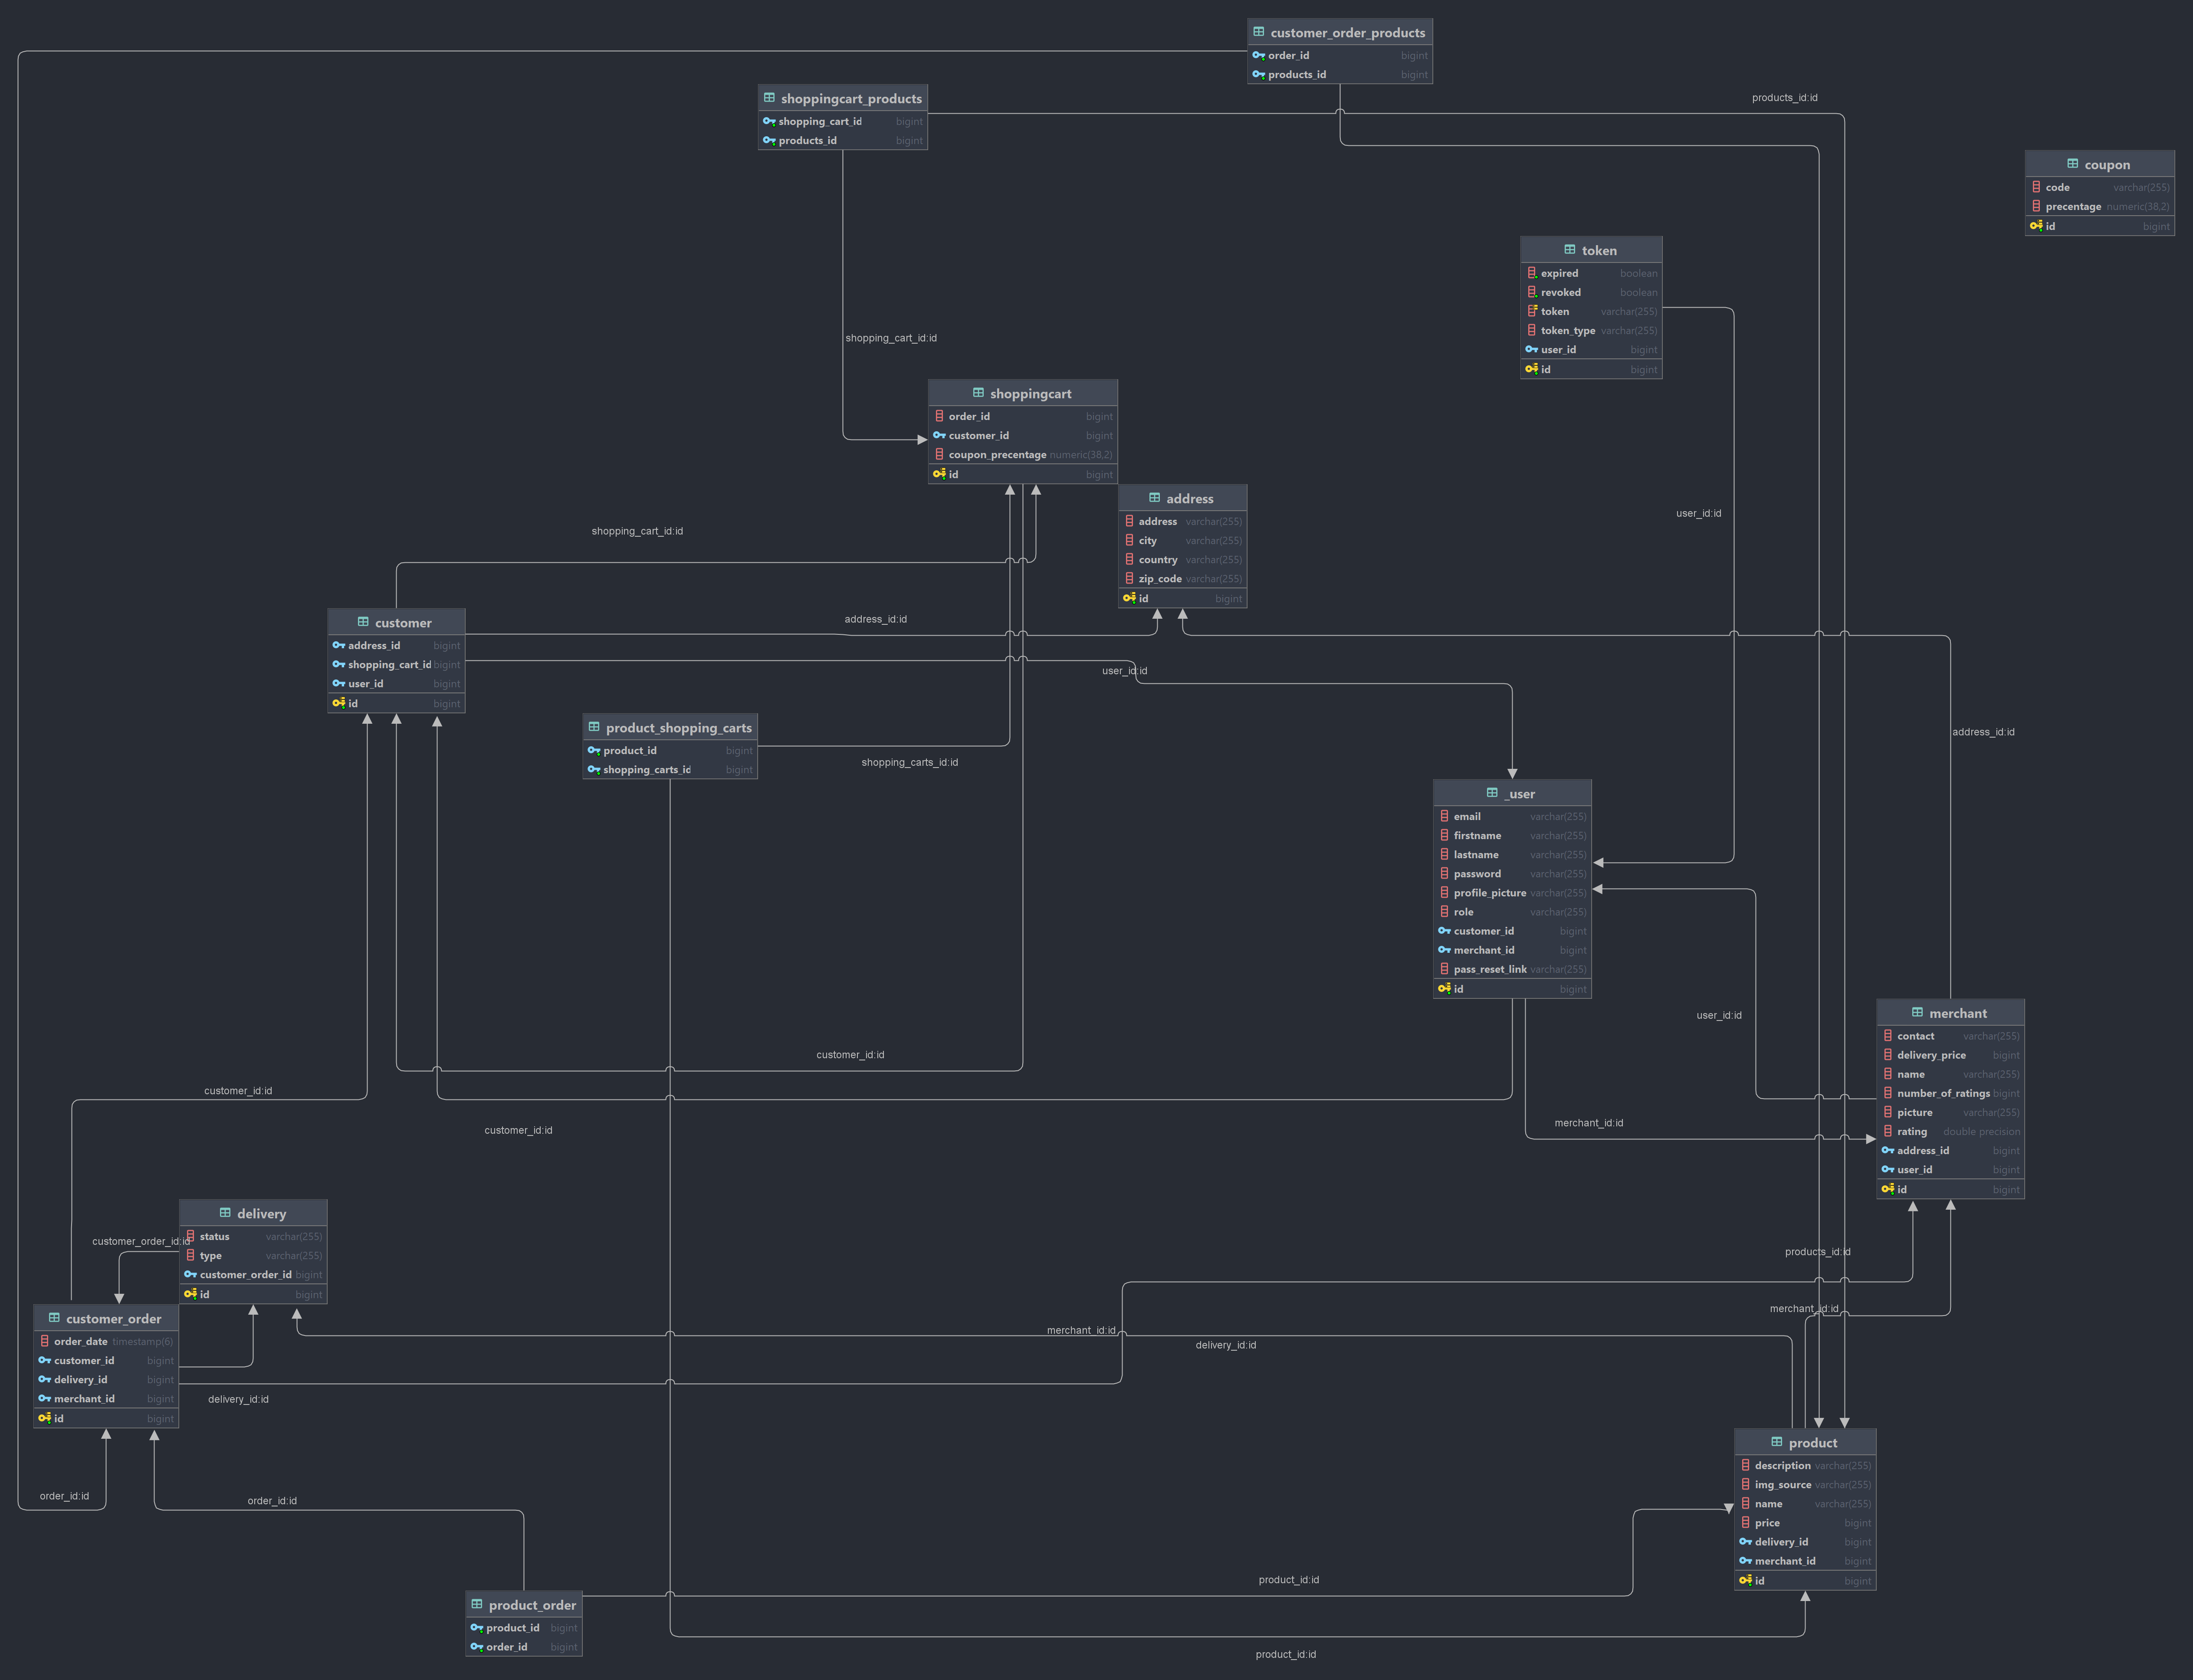 customer_order_products
order_id bigint
products_id bigint
shoppingcart_products
shopping_cart_id bigint
products_id bigint
products_id:id
coupon
code varchar(255)
precentage numeric(38,2)
id bigint
token
expired boolean
revoked boolean
token varchar(255)
token_type varchar(255)
user_id bigint
id bigint
shopping_cart_id:id
shoppingcart
order_id bigint
customer_id bigint
coupon_precentage numeric(38,2)
id bigint
address
address varchar(255)
city varchar(255)
country varchar(255)
zip_code varchar(255)
id bigint
user_id:id
shopping_cart_id:id
customer
address_id bigint
shopping_cart_id bigint
user_id bigint
id bigint
address_id:id
user_id:id
address_id:id
product_shopping_carts
product_id bigint
shopping_carts_id bigint
shopping_carts_id:id
_user
email varchar(255)
firstname varchar(255)
lastname varchar(255)
password varchar(255)
profile_picture varchar(255)
role varchar(255)
customer_id bigint
merchant_id bigint
pass_reset_link varchar(255)
id bigint
merchant
contact varchar(255)
delivery_price bigint
name varchar(255)
number_of_ratings bigint
picture varchar(255)
rating double precision
address_id bigint
user_id bigint
id bigint
user_id:id
customer_id:id
customer_id:id
customer_id:id
merchant_id:id
delivery
status varchar(255)
type varchar(255)
customer_order_id bigint
id bigint
customer_order_id:id
products_id:id
merchant_id:id
merchant_id:id
delivery_id:id
customer_order
order_date timestamp(6)
customer_id bigint
delivery_id bigint
merchant_id bigint
id bigint
delivery_id:id
product
description varchar(255)
img_source varchar(255)
name varchar(255)
price bigint
delivery_id bigint
merchant_id bigint
id bigint
order_id:id
order_id:id
product_id:id
product_order
product_id bigint
order_id bigint
product_id:id